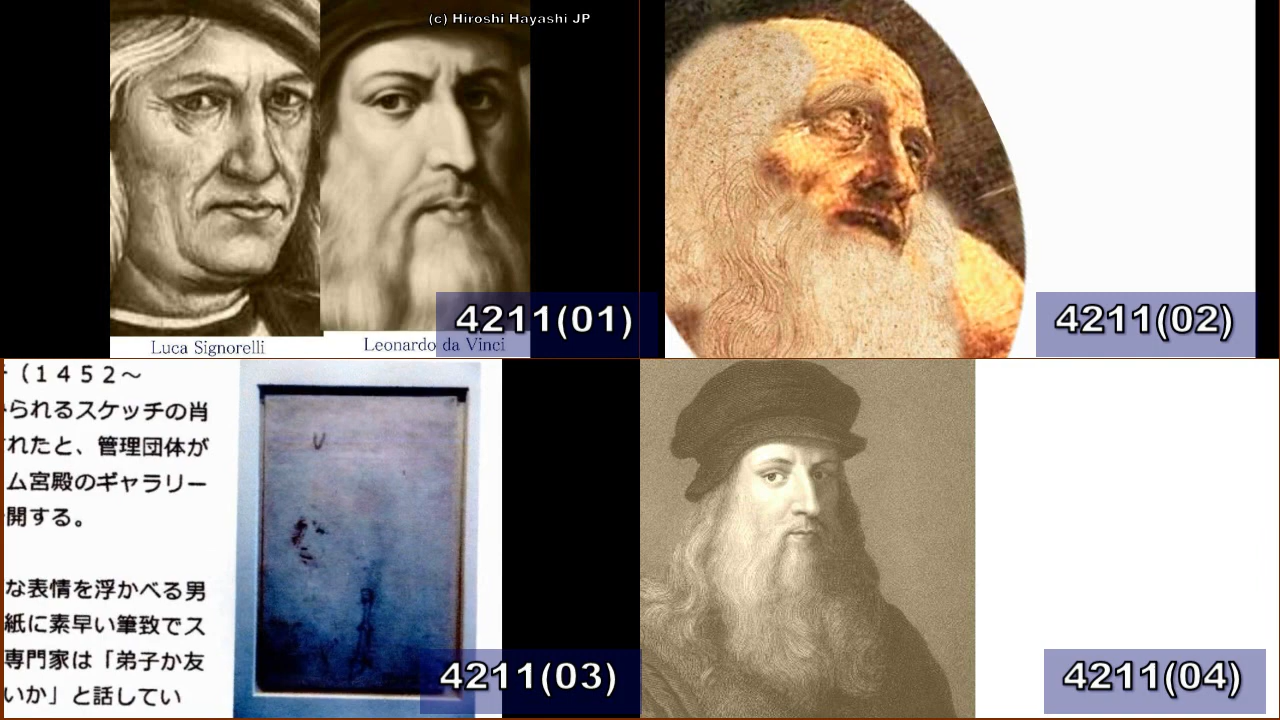 (c) Hiroshi Hayashi JP
Luca Signorelli
Leonardo da Vinci
4211(01)
4211(02)
(1452～
られるスケッチの肖
れたと、管理団体が
ム宮殿のギャラリー
開する。
な表情を浮かべる男
紙に素早い筆致でス
専門家は「弟子か友
いか」と話してい
4211(03)
4211(04)